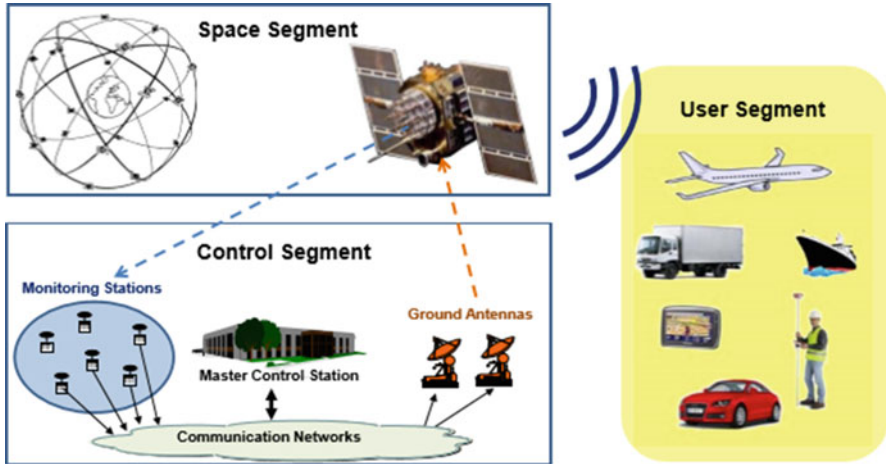 Space Segment
User Segment
Control Segment
Monitoring Stations
Ground Antennas
Master Control Station
Communication Networks